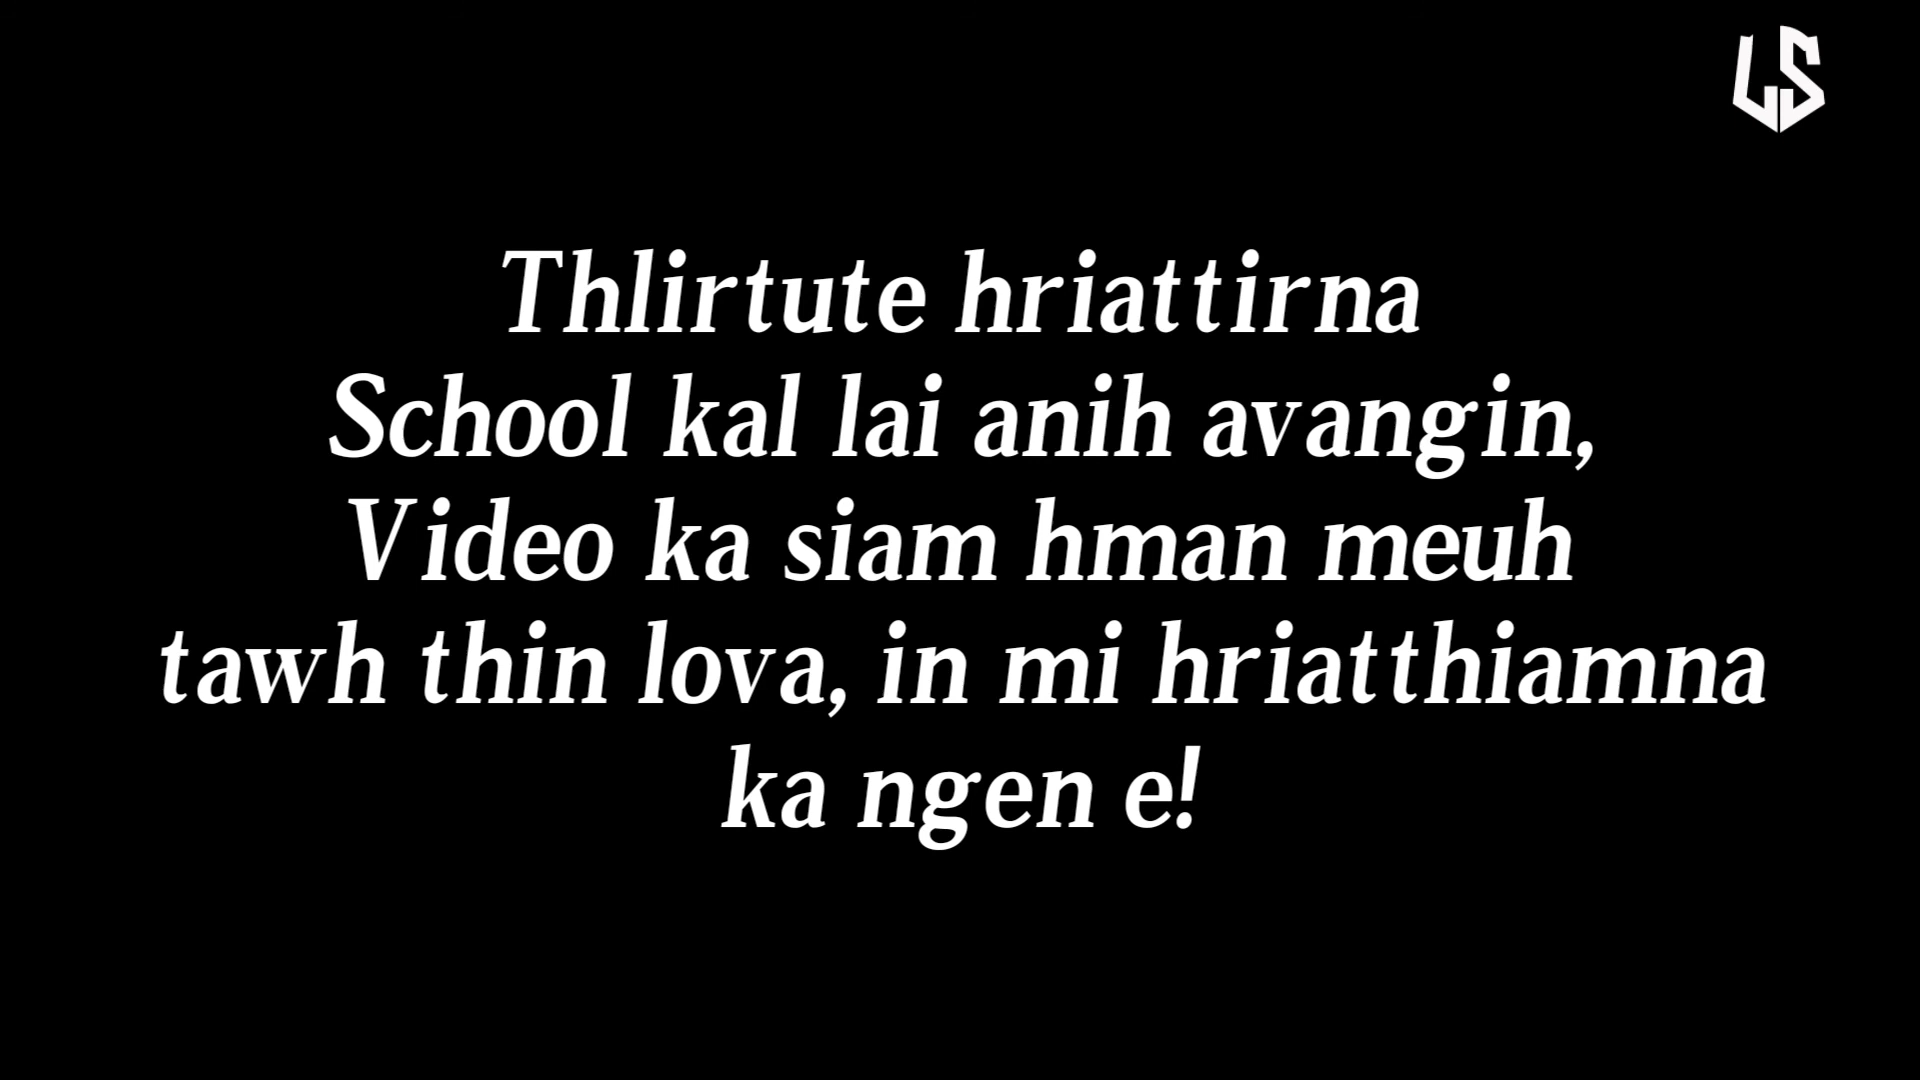 LS
Thlirtute hriattirna
School kal lai anih avangin,
Video ka siam hman meuh
tawh thin lova, in mi hriatthiamna
ka ngen e!